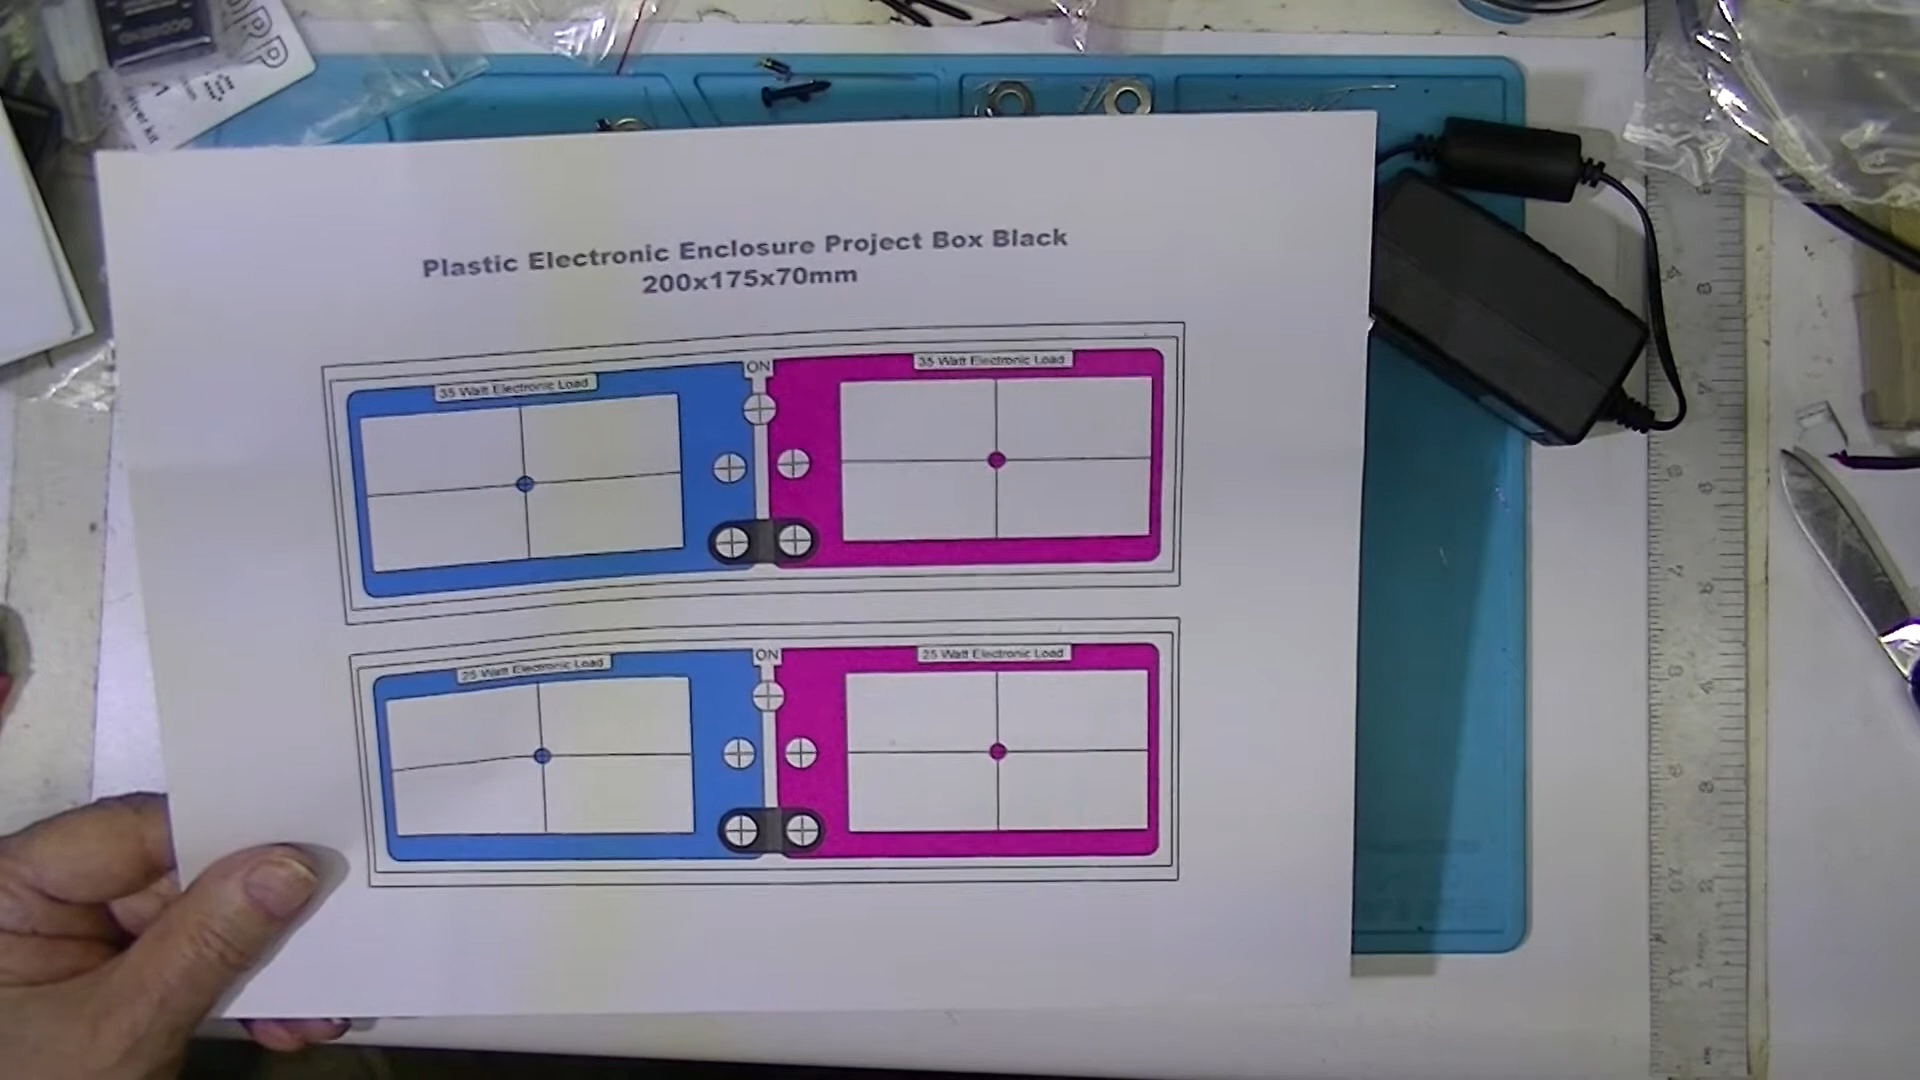 Plastic Electronic Enclosure Project Box Black
200x175x70mm
35 Watt Electronic Load
ON
35 Watt Electronic Load
25 Watt Electronic Load
ON
25 Watt Electronic Load